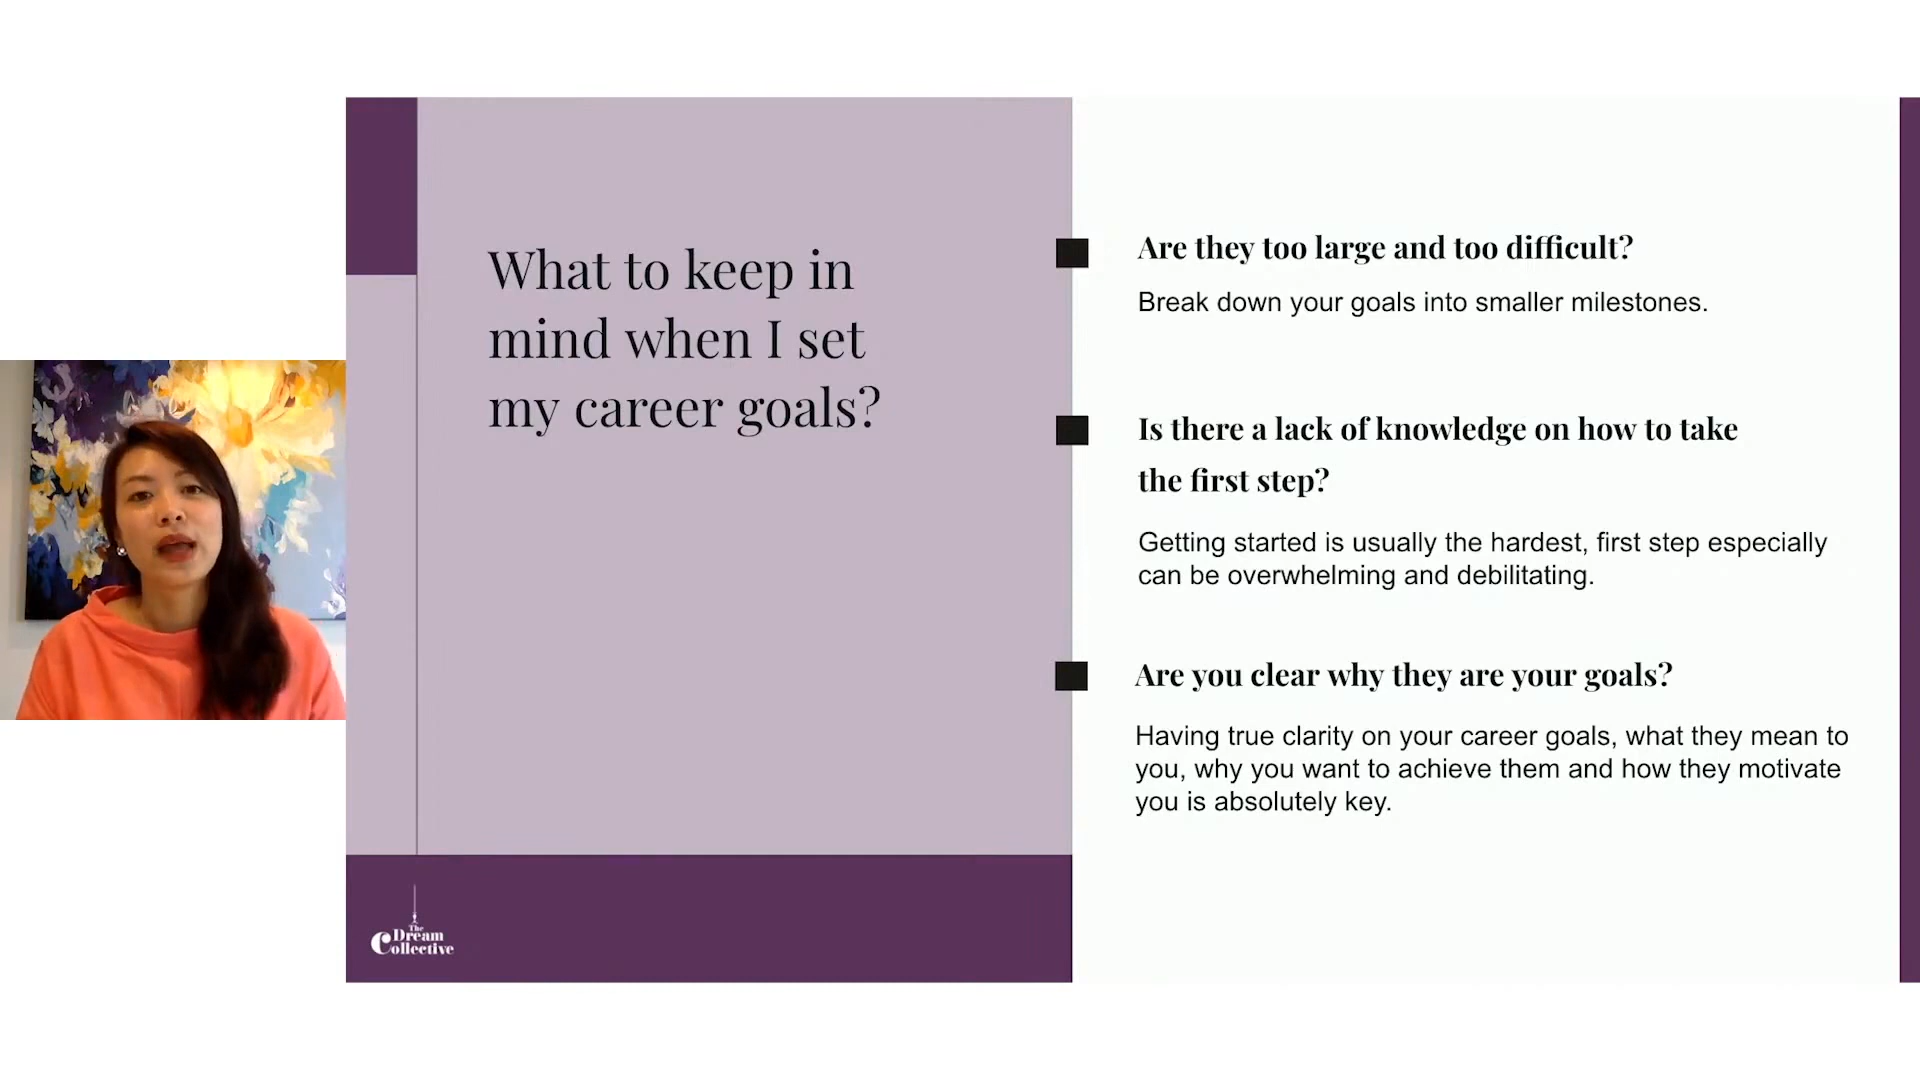 What to keep in
mind when I set
my career goals?
Are they too large and too difficult?
Break down your goals into smaller milestones.
Is there a lack of knowledge on how to take
the first step?
Getting started is usually the hardest, first step especially
can be overwhelming and debilitating.
Are you clear why they are your goals?
Having true clarity on your career goals, what they mean to
you, why you want to achieve them and how they motivate
you is absolutely key.
The
Dream
Collective